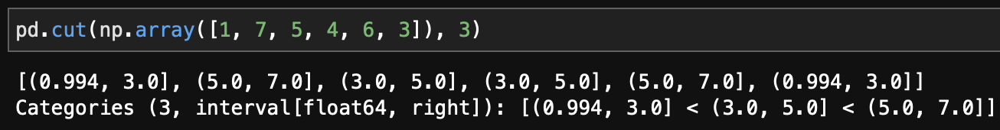 pd.cut(np.array([1, 7, 5, 4, 6, 3]), 3)
[(0.994, 3.0], (5.0, 7.0], (3.0, 5.0], (3.0, 5.0], (5.0, 7.0], (0.994, 3.0]]
Categories (3, interval[float64, right]): [(0.994, 3.0] < (3.0, 5.0] < (5.0, 7.0]]